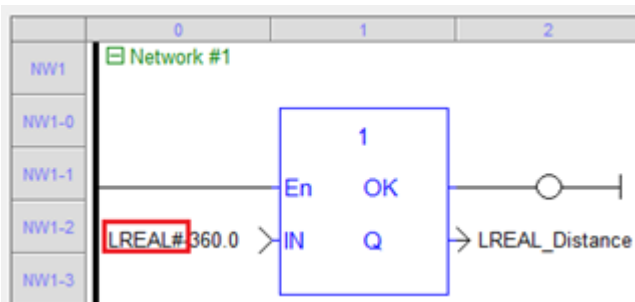 0 1 2
NW1 Network #1
NW1-0 1
NW1-1 En OK
NW1-2 LREAL#360.0 IN Q LREAL_Distance
NW1-3